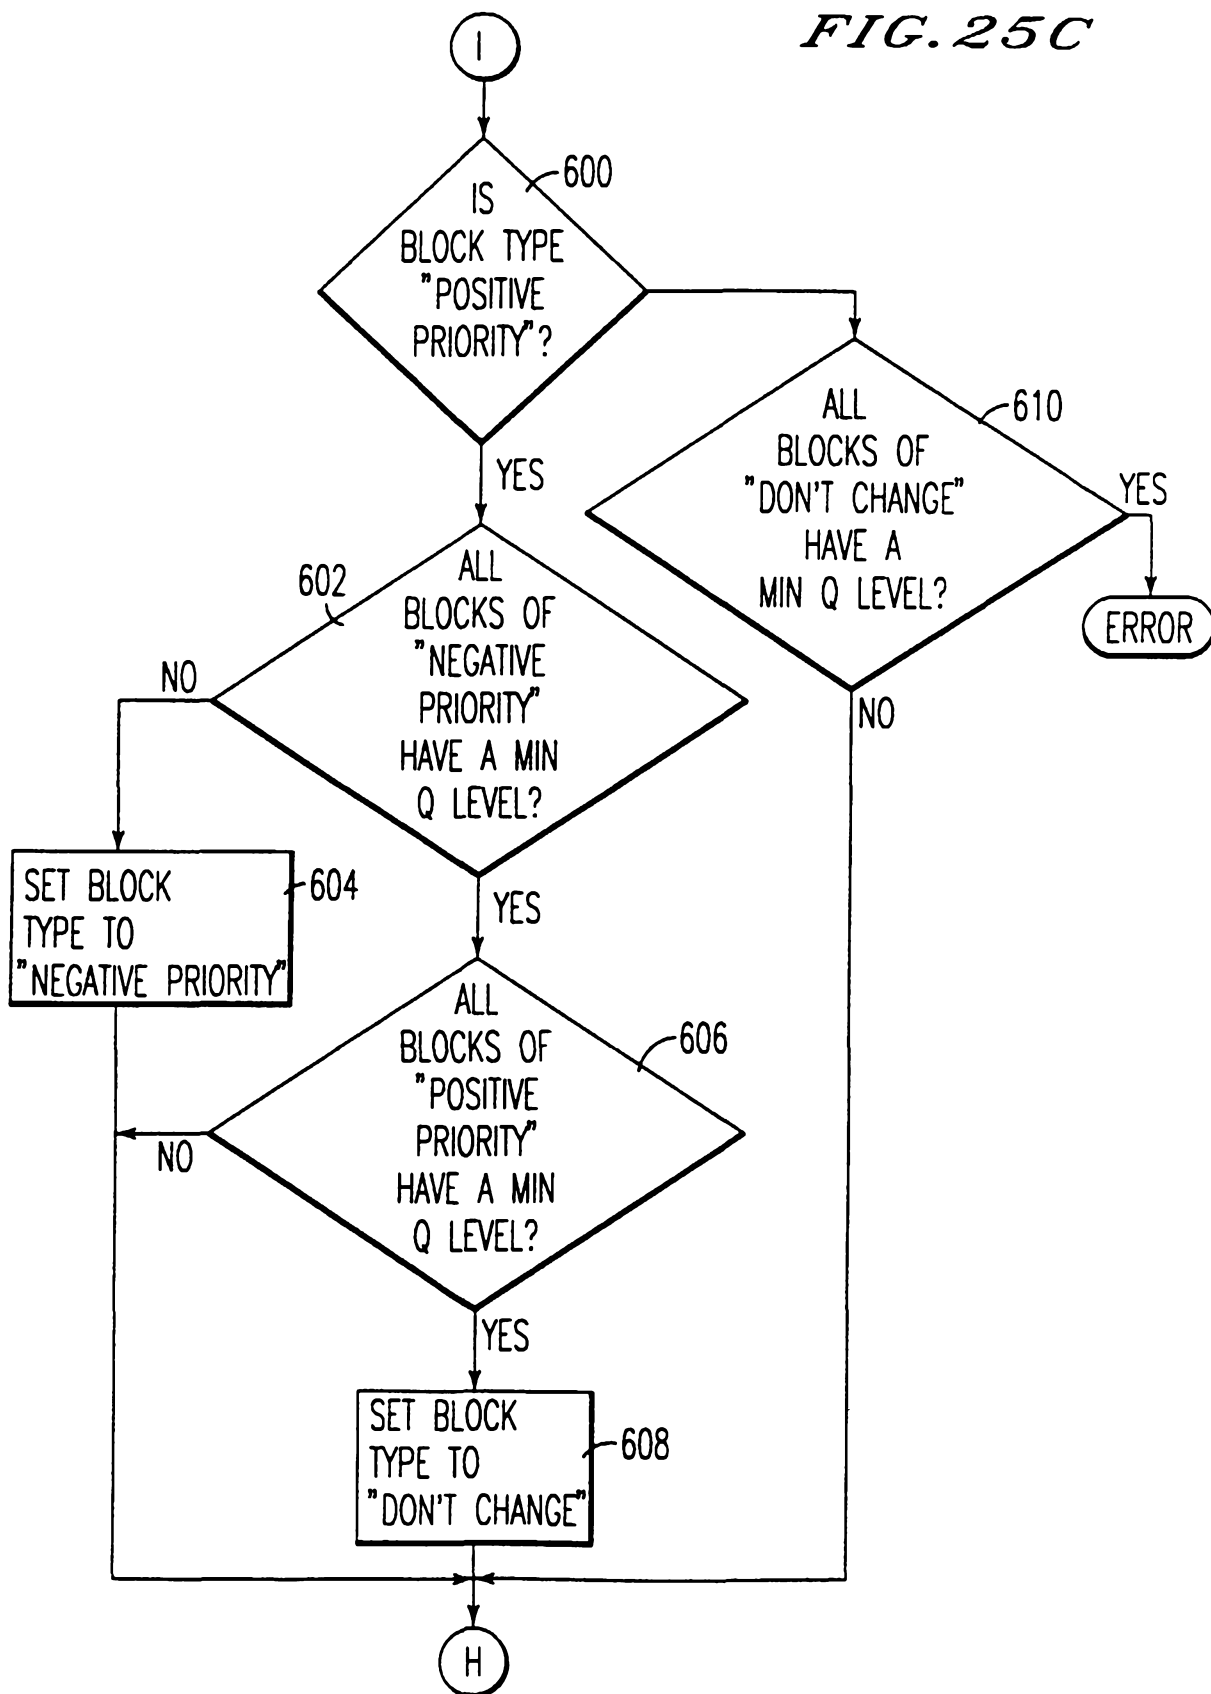 FIG. 25C
I
600
IS
BLOCK TYPE
"POSITIVE
PRIORITY"?
YES
610
ALL
BLOCKS OF
"DON'T CHANGE"
HAVE A
MIN Q LEVEL?
YES
ERROR
NO
602
ALL
BLOCKS OF
"NEGATIVE
PRIORITY"
HAVE A MIN
Q LEVEL?
NO
YES
604
SET BLOCK
TYPE TO
"NEGATIVE PRIORITY"
606
ALL
BLOCKS OF
"POSITIVE
PRIORITY"
HAVE A MIN
Q LEVEL?
NO
YES
608
SET BLOCK
TYPE TO
"DON'T CHANGE"
H